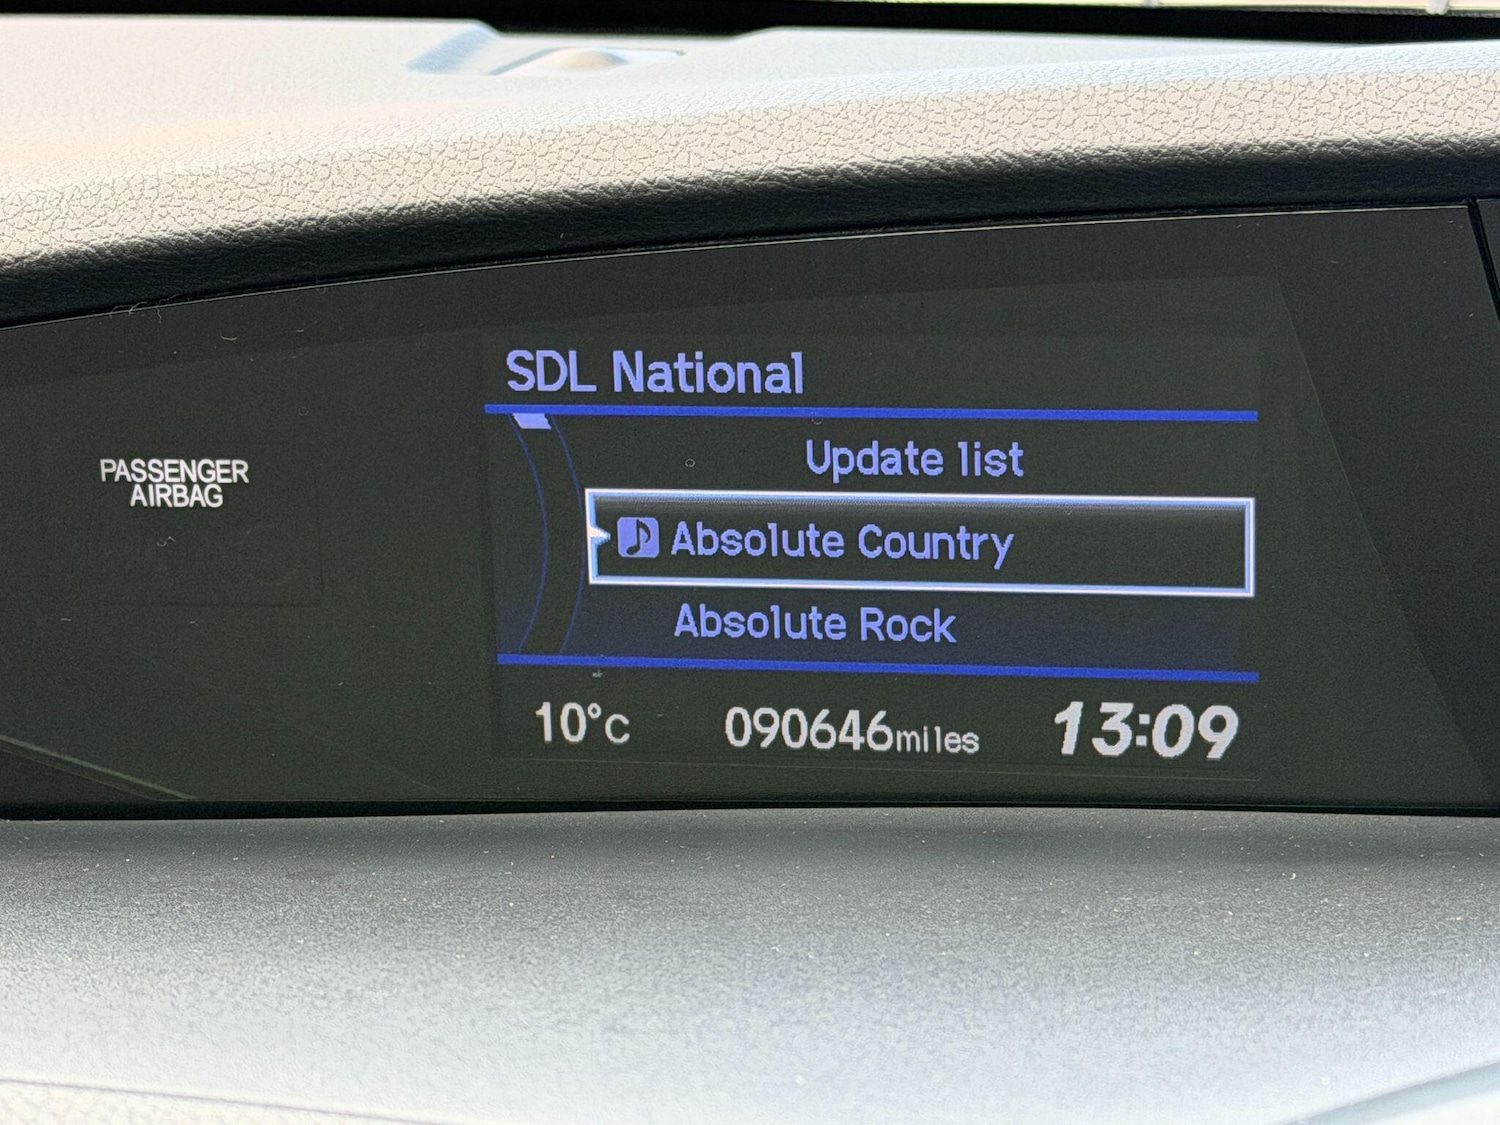 SDL National
Update list
PASSENGER
AIRBAG
Absolute Country
Absolute Rock
10°C
090646miles
13:09